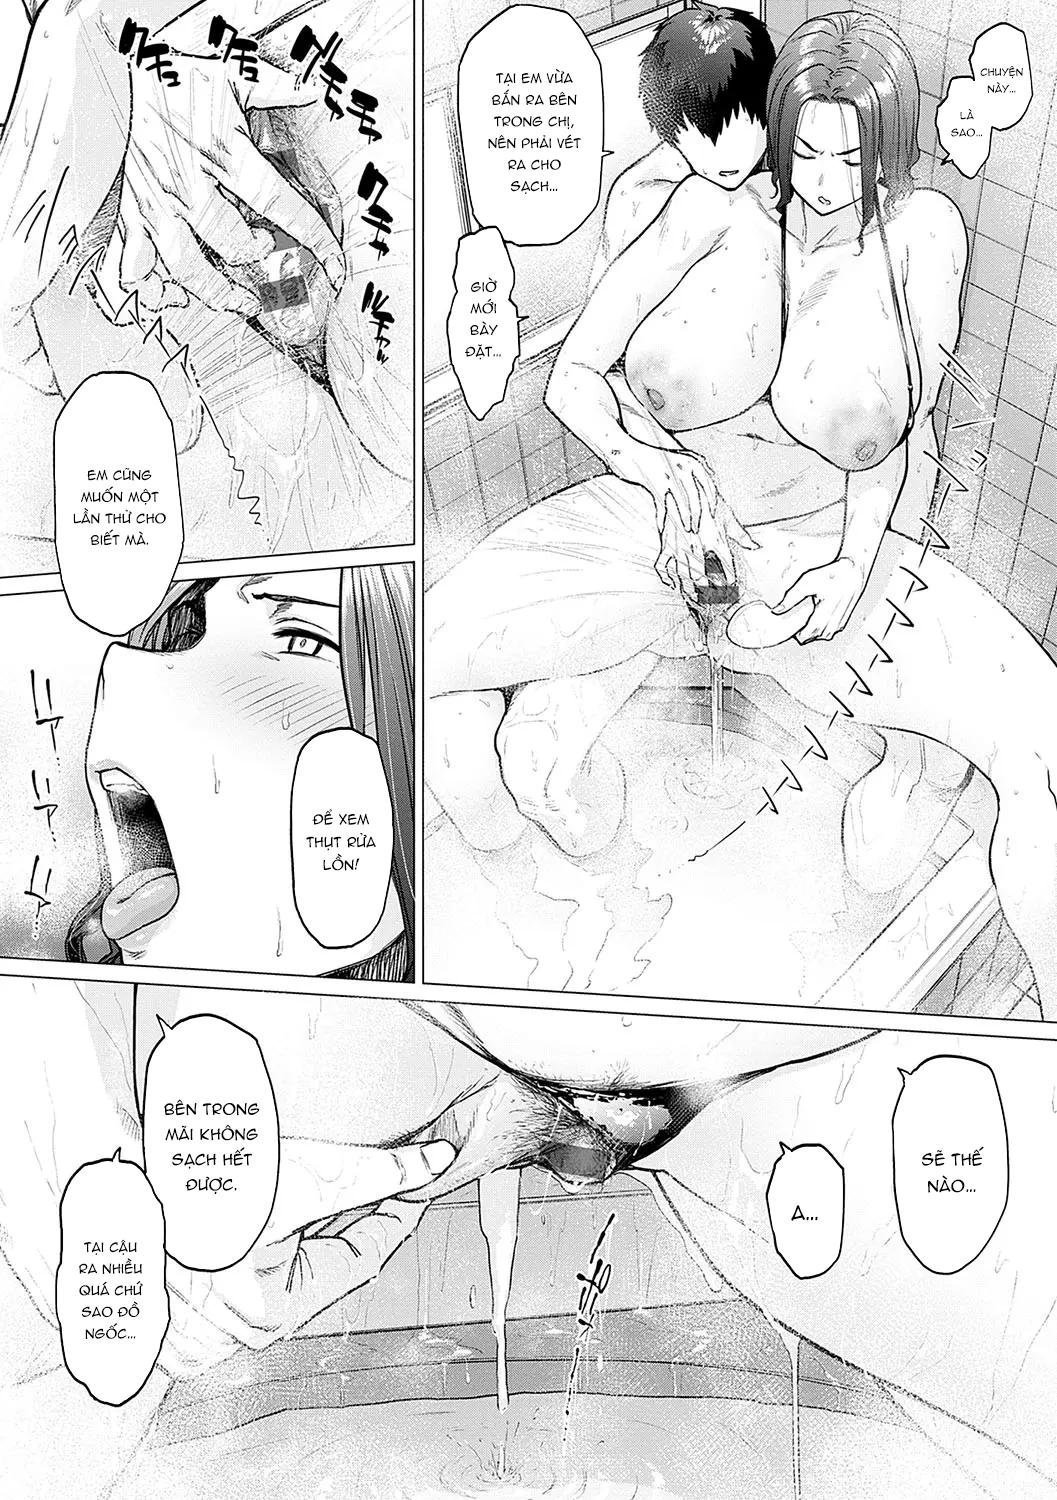 CHUYỆN
NÀY...
LÀ
SAO...
TẠI EM VỪA
BẮN RA BÊN
TRONG CHỊ,
NÊN PHẢI VÉT
RA CHO
SẠCH...
GIỜ
MỚI
BÀY
ĐẶT...
EM CŨNG
MUỐN MỘT
LẦN THỬ CHO
BIẾT MÀ.
ĐỂ XEM
THỤT RỬA
LỒN!
SẼ THẾ
NÀO...
A...
BÊN TRONG
MÃI KHÔNG
SẠCH HẾT
ĐƯỢC.
TẠI CẬU
RA NHIỀU
QUÁ CHỨ
SAO ĐỒ
NGỐC...